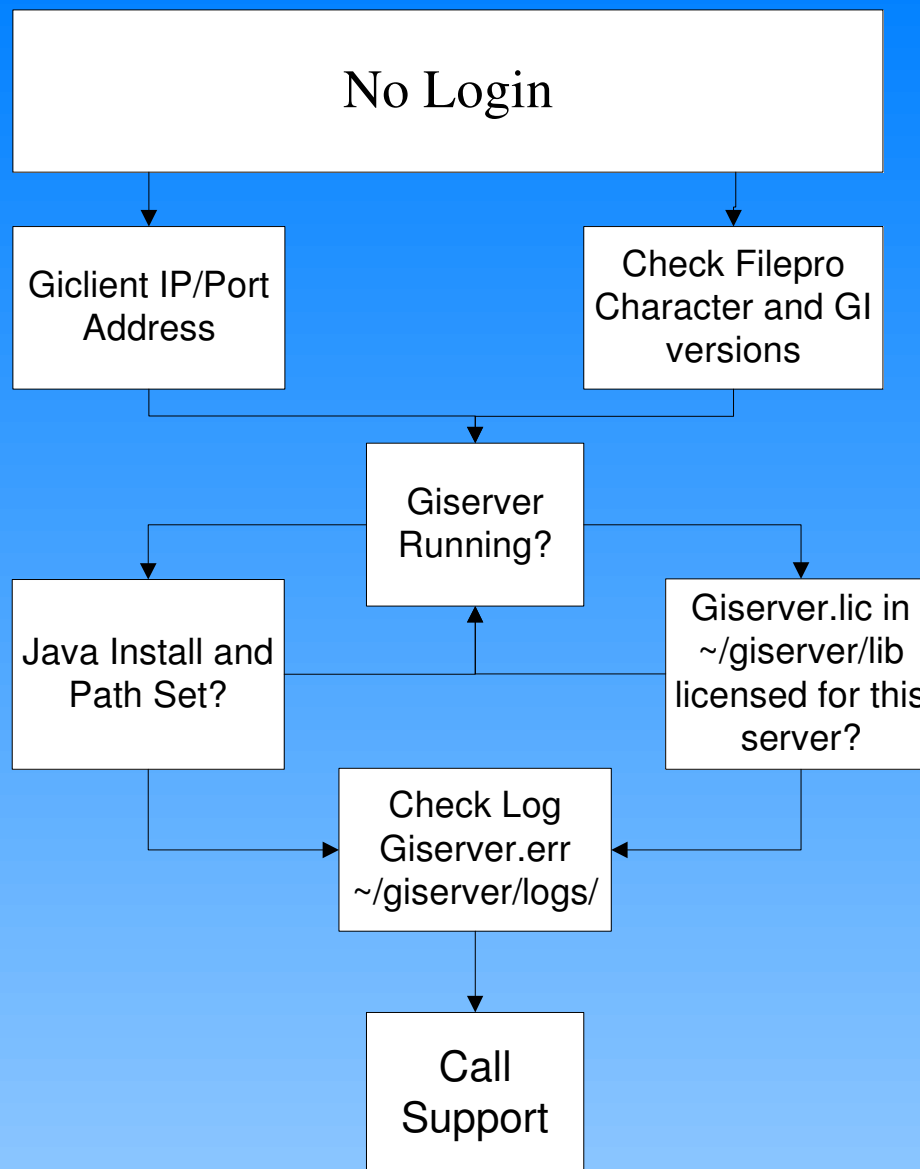 No Login
Giclient IP/Port
Address
Check Filepro
Character and GI
versions
Giserver
Running?
Java Install and
Path Set?
Giserver.lic in
~/giserver/lib
licensed for this
server?
Check Log
Giserver.err
~/giserver/logs/
Call
Support